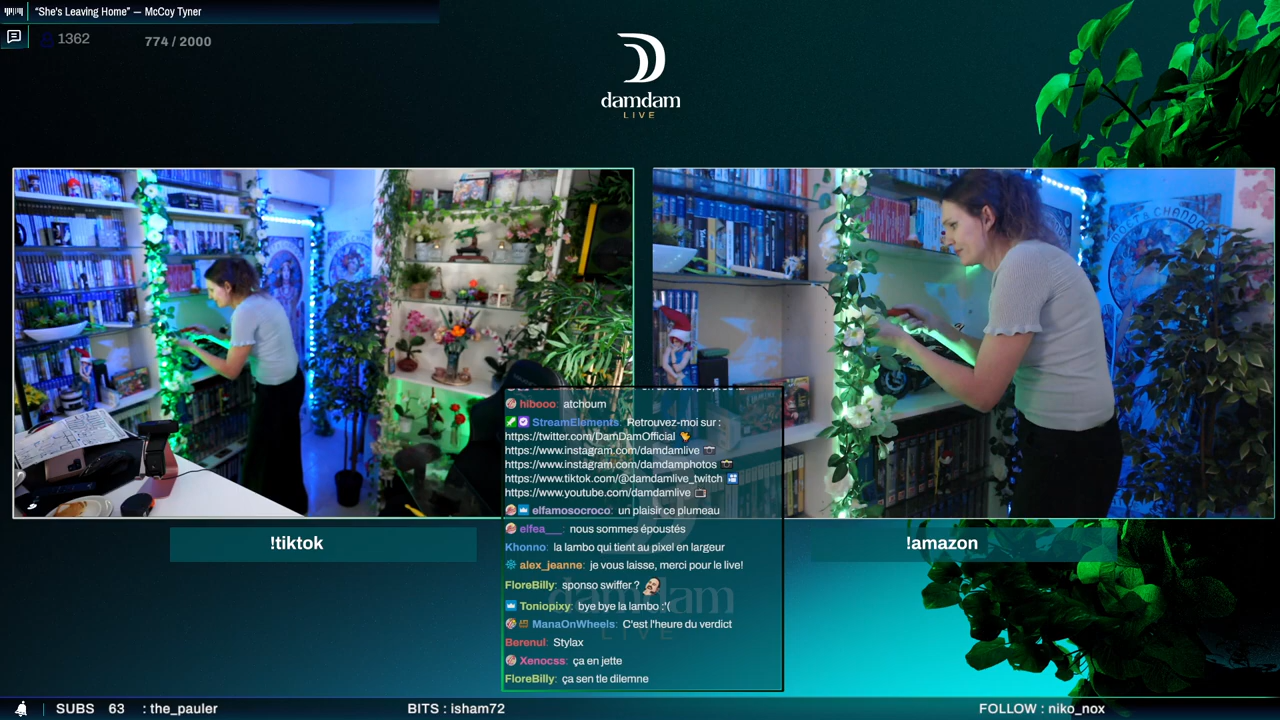 “She's Leaving Home” — McCoy Tyner
1362
774 / 2000
damdam
LIVE
hibooo: atchoum
StreamElements: Retrouvez-moi sur :
https://twitter.com/DamDamOfficial
https://www.instagram.com/damdamlive
https://www.instagram.com/damdamphotos
https://www.tiktok.com/@damdamlive_twitch
https://www.youtube.com/damdamlive
elfamosocroco: un plaisir ce plumeau
elfea___: nous sommes époustés
Khonno: la lambo qui tient au pixel en largeur
alex_jeanne: je vous laisse, merci pour le live!
FloreBilly: sponso swiffer ?
Toniopixy: bye bye la lambo :'(
ManaOnWheels: C'est l'heure du verdict
Berenul: Stylax
Xenocss: ça en jette
FloreBilly: ça sen tle dilemne
damdam
LIVE
!tiktok
!amazon
SUBS 63 : the_pauler
BITS : isham72
FOLLOW : niko_nox